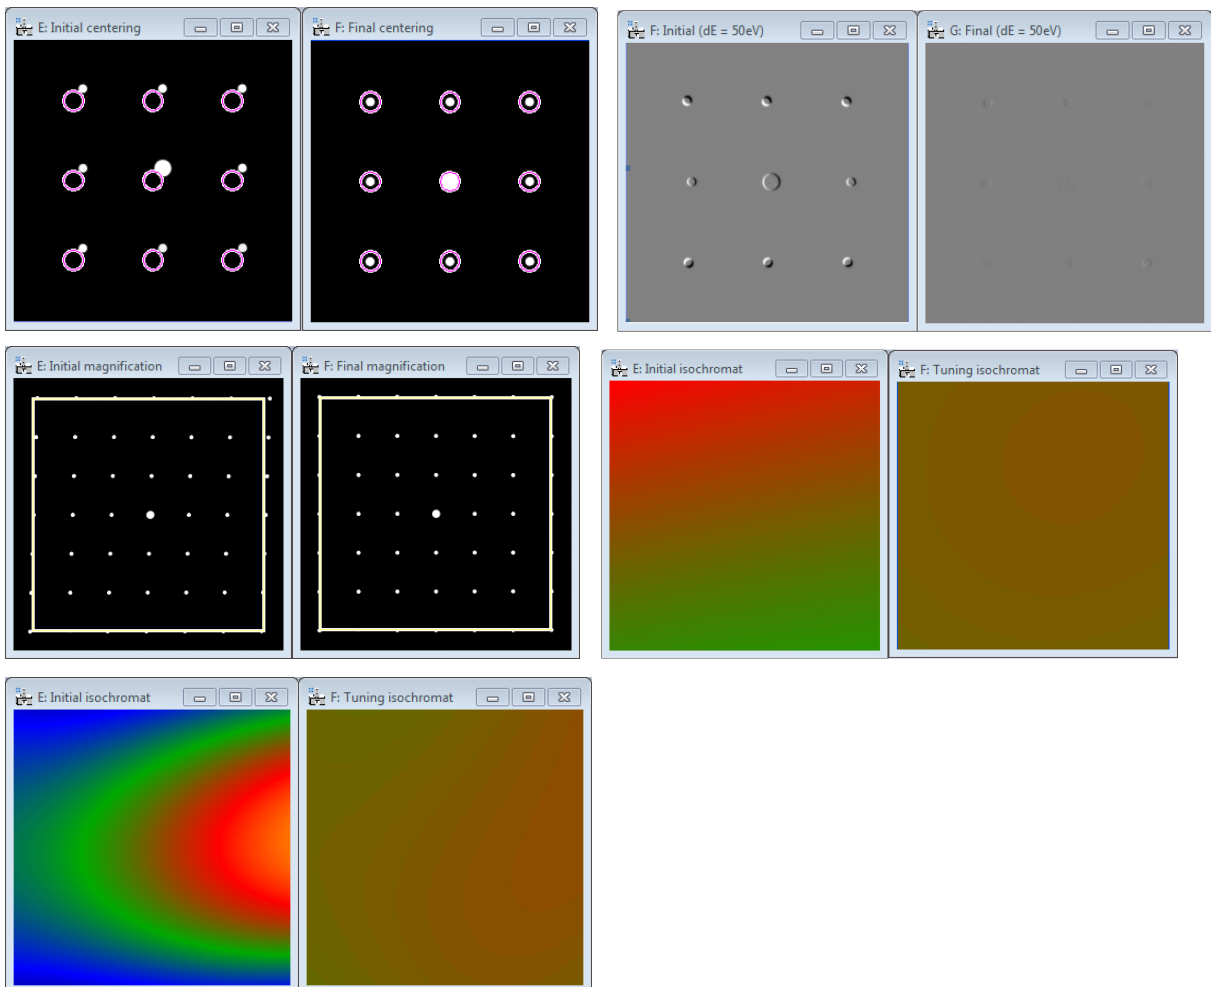 E: Initial centering
F: Final centering
F: Initial (dE = 50eV)
G: Final (dE = 50eV)
E: Initial magnification
F: Final magnification
E: Initial isochromat
F: Tuning isochromat
E: Initial isochromat
F: Tuning isochromat